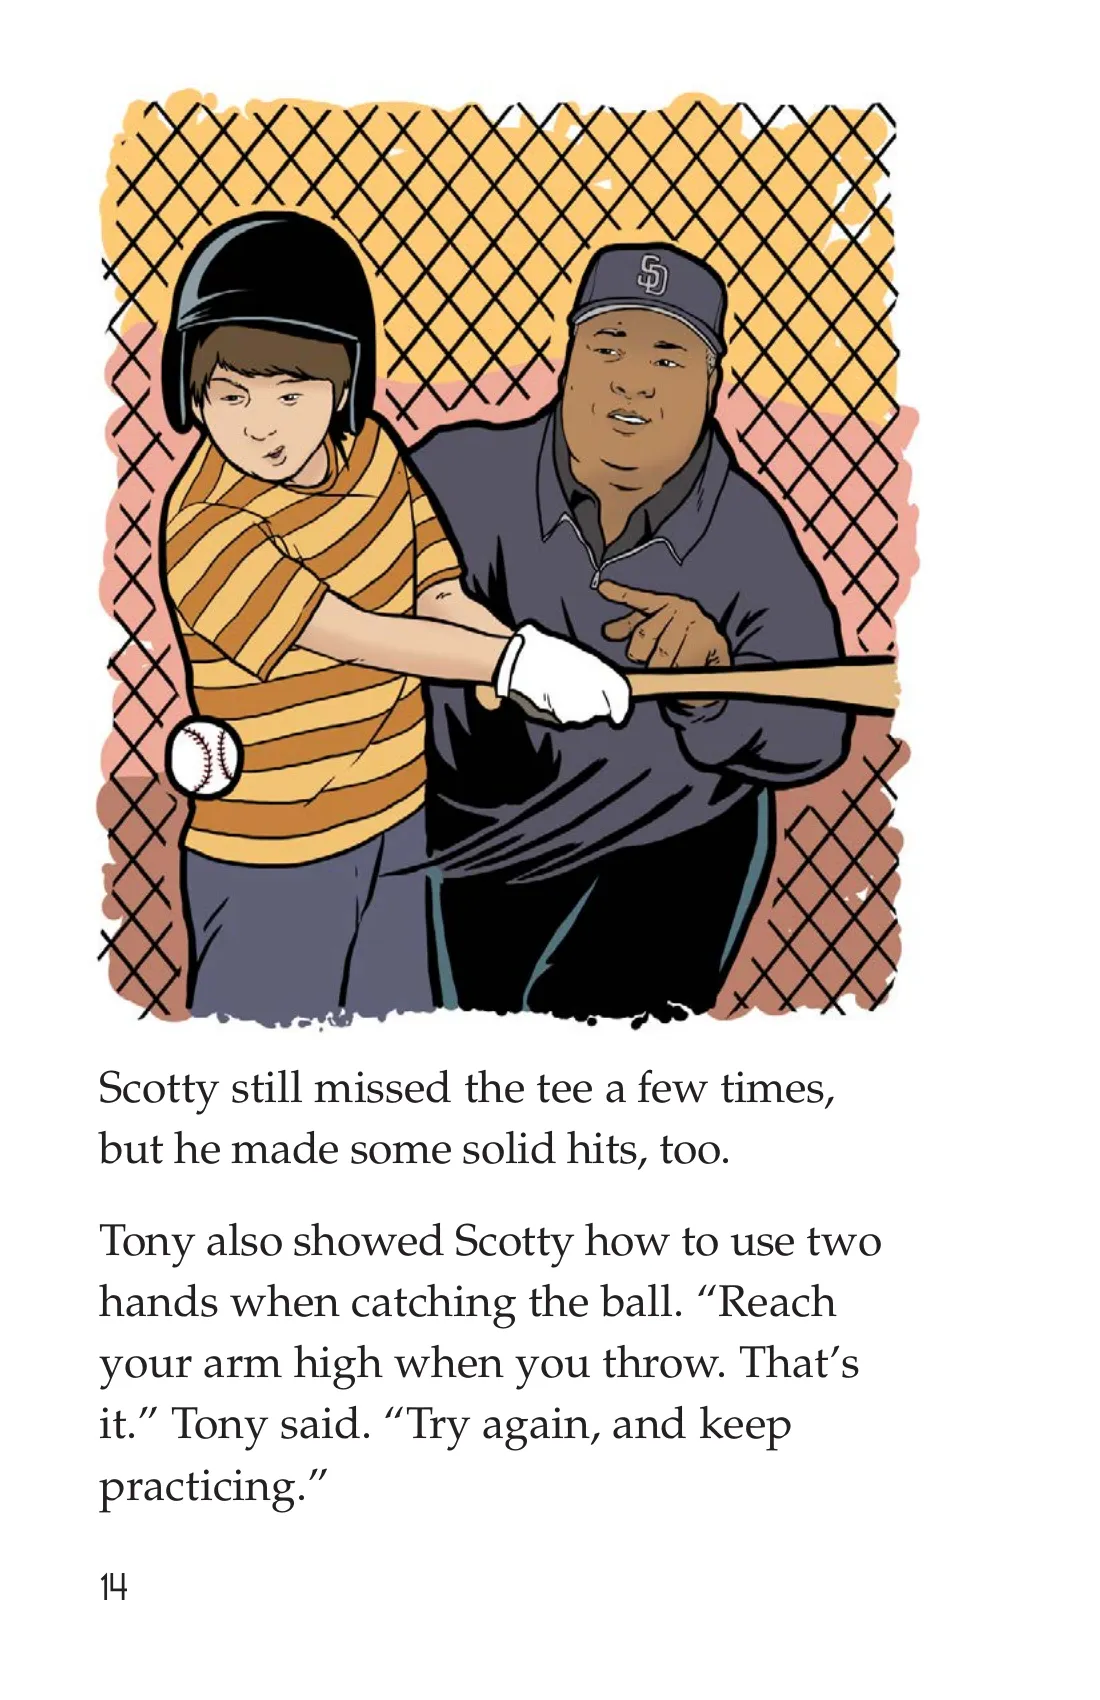 SD
Scotty still missed the tee a few times,
but he made some solid hits, too.
Tony also showed Scotty how to use two
hands when catching the ball. “Reach
your arm high when you throw. That’s
it.” Tony said. “Try again, and keep
practicing.”
14